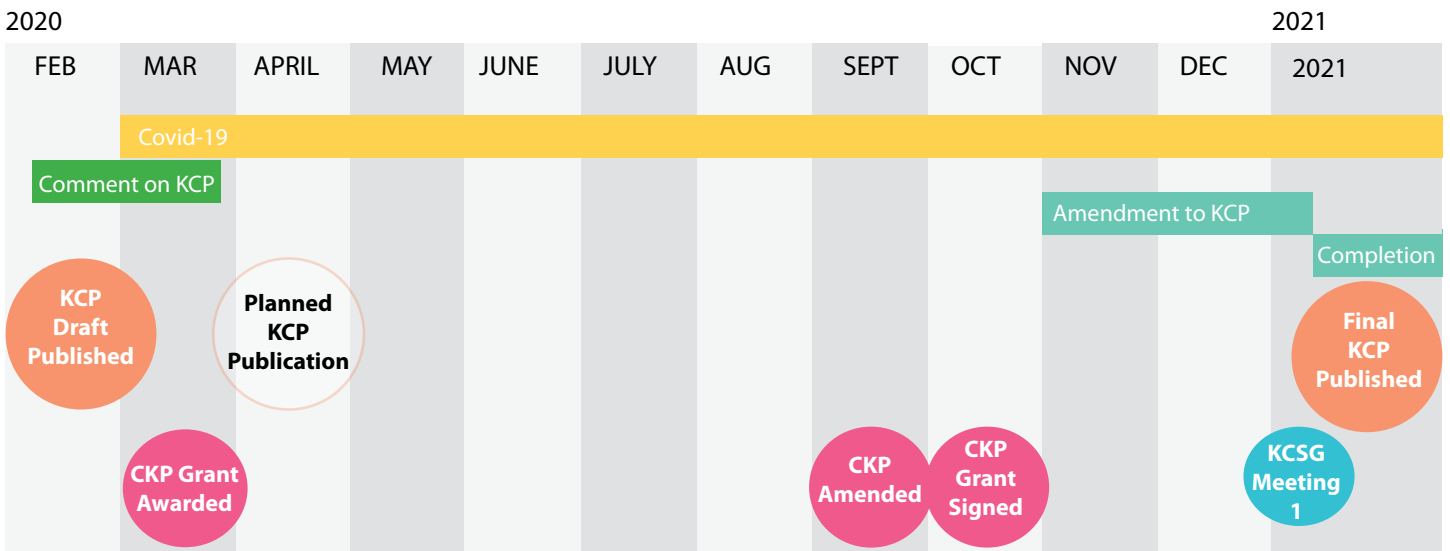 2020
2021
FEB
MAR
APRIL
MAY
JUNE
JULY
AUG
SEPT
OCT
NOV
DEC
2021
Covid-19
Comment on KCP
Amendment to KCP
Completion
KCP
Draft
Published
Planned
KCP
Publication
Final
KCP
Published
CKP Grant
Awarded
CKP
Amended
CKP
Grant
Signed
KCSG
Meeting
1